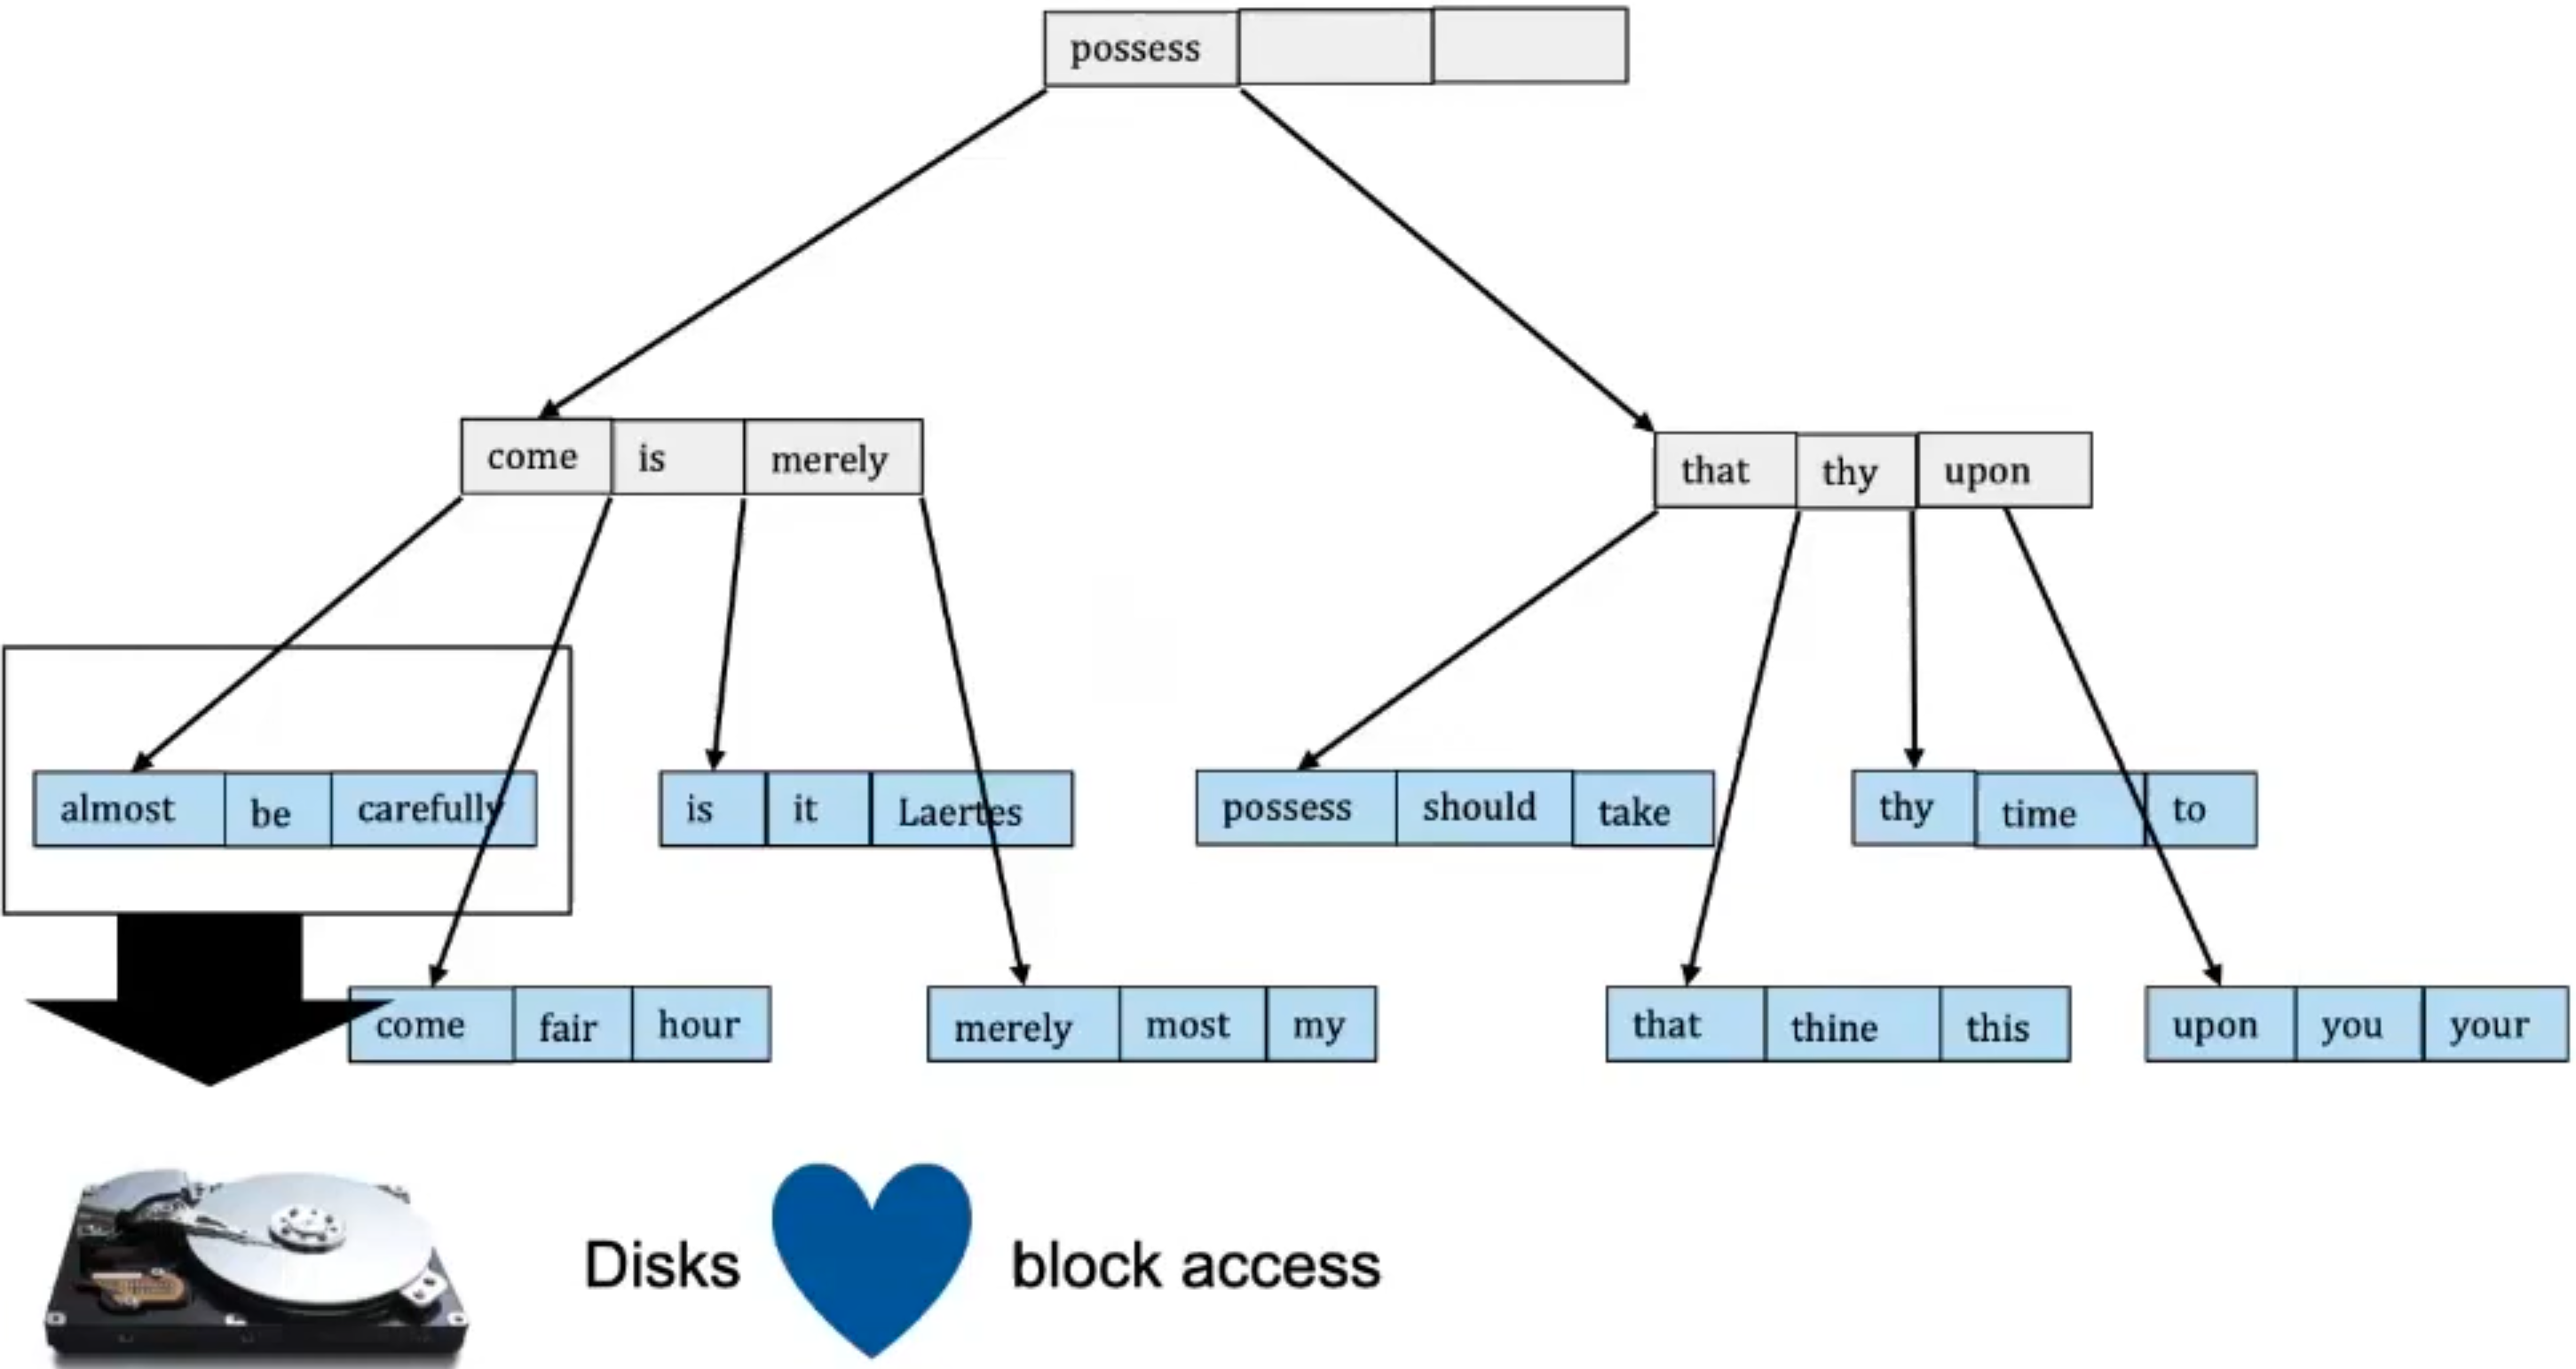 possess
come is merely
that thy upon
almost be carefully
is it Laertes
possess should take
thy time to
come fair hour
merely most my
that thine this
upon you your
Disks block access